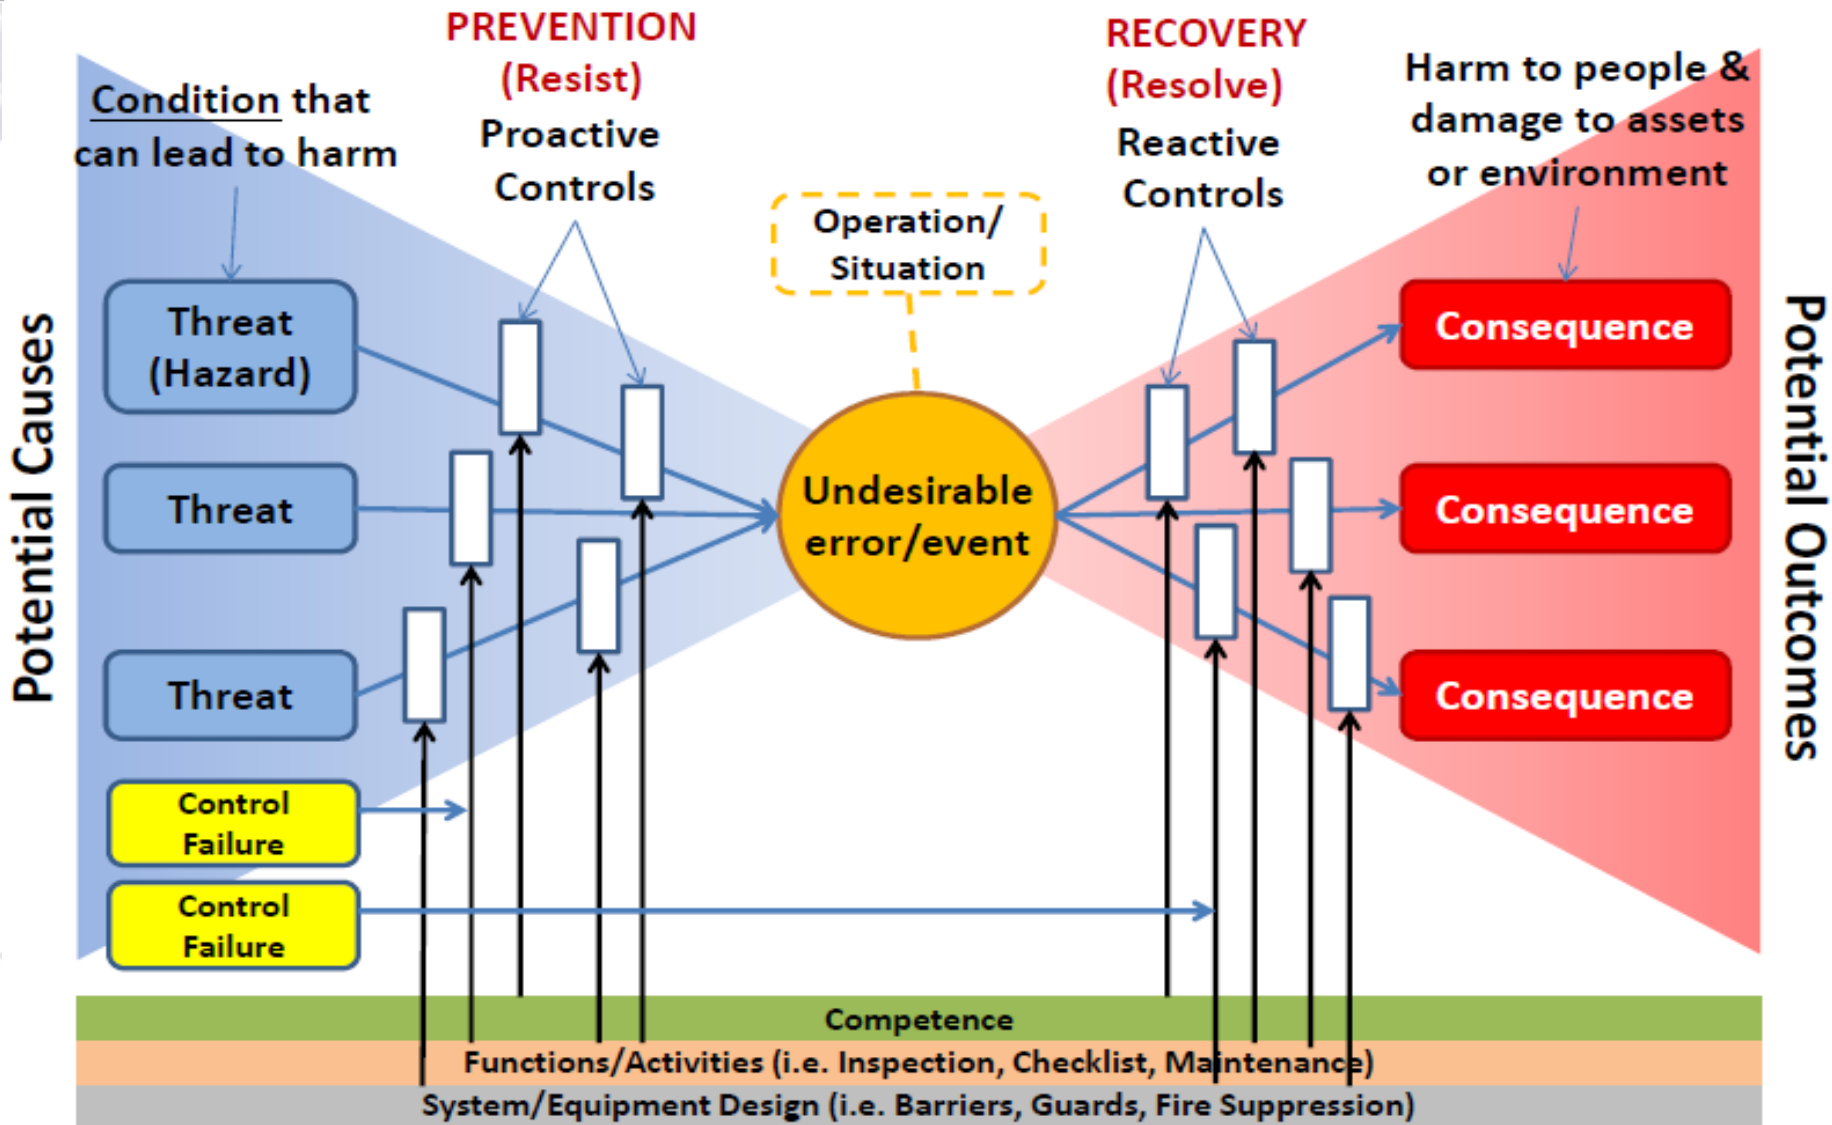 PREVENTION
(Resist)
Proactive
Controls
RECOVERY
(Resolve)
Reactive
Controls
Condition that
can lead to harm
Harm to people &
damage to assets
or environment
Operation/
Situation
Potential Causes
Threat
(Hazard)
Threat
Threat
Undesirable
error/event
Consequence
Consequence
Consequence
Potential Outcomes
Control
Failure
Control
Failure
Competence
Functions/Activities (i.e. Inspection, Checklist, Maintenance)
System/Equipment Design (i.e. Barriers, Guards, Fire Suppression)